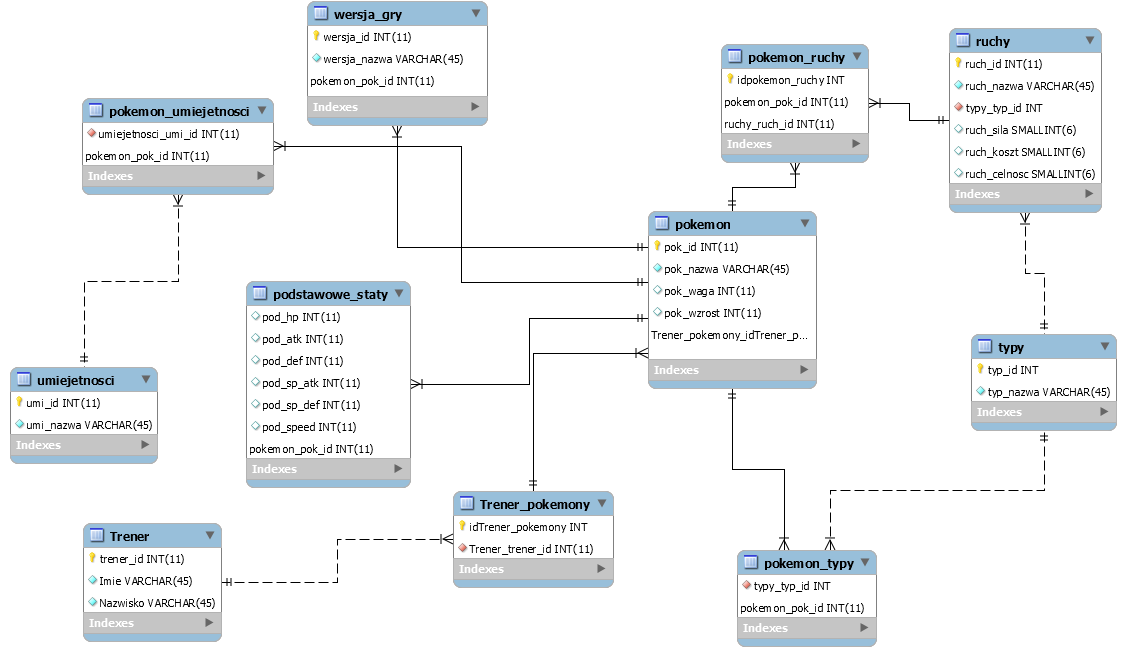 wersja_gry
wersja_id INT(11)
wersja_nazwa VARCHAR(45)
pokemon_pok_id INT(11)
Indexes
pokemon_umiejetnosci
umiejetnosci_umi_id INT(11)
pokemon_pok_id INT(11)
Indexes
pokemon_ruchy
idpokemon_ruchy INT
pokemon_pok_id INT(11)
ruchy_ruch_id INT(11)
Indexes
ruchy
ruch_id INT(11)
ruch_nazwa VARCHAR(45)
typy_typ_id INT
ruch_sila SMALLINT(6)
ruch_koszt SMALLINT(6)
ruch_celnosc SMALLINT(6)
Indexes
pokemon
pok_id INT(11)
pok_nazwa VARCHAR(45)
pok_waga INT(11)
pok_wzrost INT(11)
Trener_pokemony_idTrener_p...
Indexes
podstawowe_staty
pod_hp INT(11)
pod_atk INT(11)
pod_def INT(11)
pod_sp_atk INT(11)
pod_sp_def INT(11)
pod_speed INT(11)
pokemon_pok_id INT(11)
Indexes
umiejetnosci
umi_id INT(11)
umi_nazwa VARCHAR(45)
Indexes
typy
typ_id INT
typ_nazwa VARCHAR(45)
Indexes
Trener_pokemony
idTrener_pokemony INT
Trener_trener_id INT(11)
Indexes
Trener
trener_id INT(11)
Imie VARCHAR(45)
Nazwisko VARCHAR(45)
Indexes
pokemon_typy
typy_typ_id INT
pokemon_pok_id INT(11)
Indexes